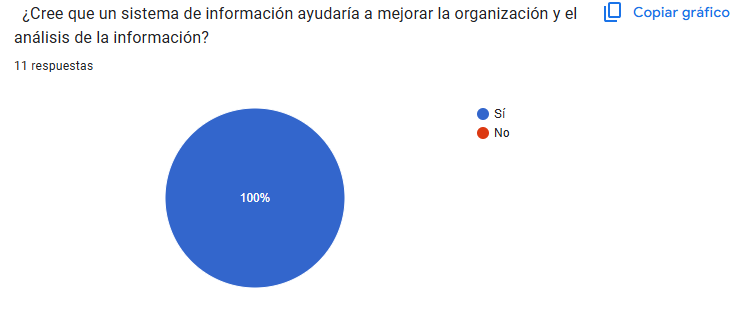 ¿Cree que un sistema de información ayudaría a mejorar la organización y el
análisis de la información?
Copiar gráfico
11 respuestas
Sí
No
100%